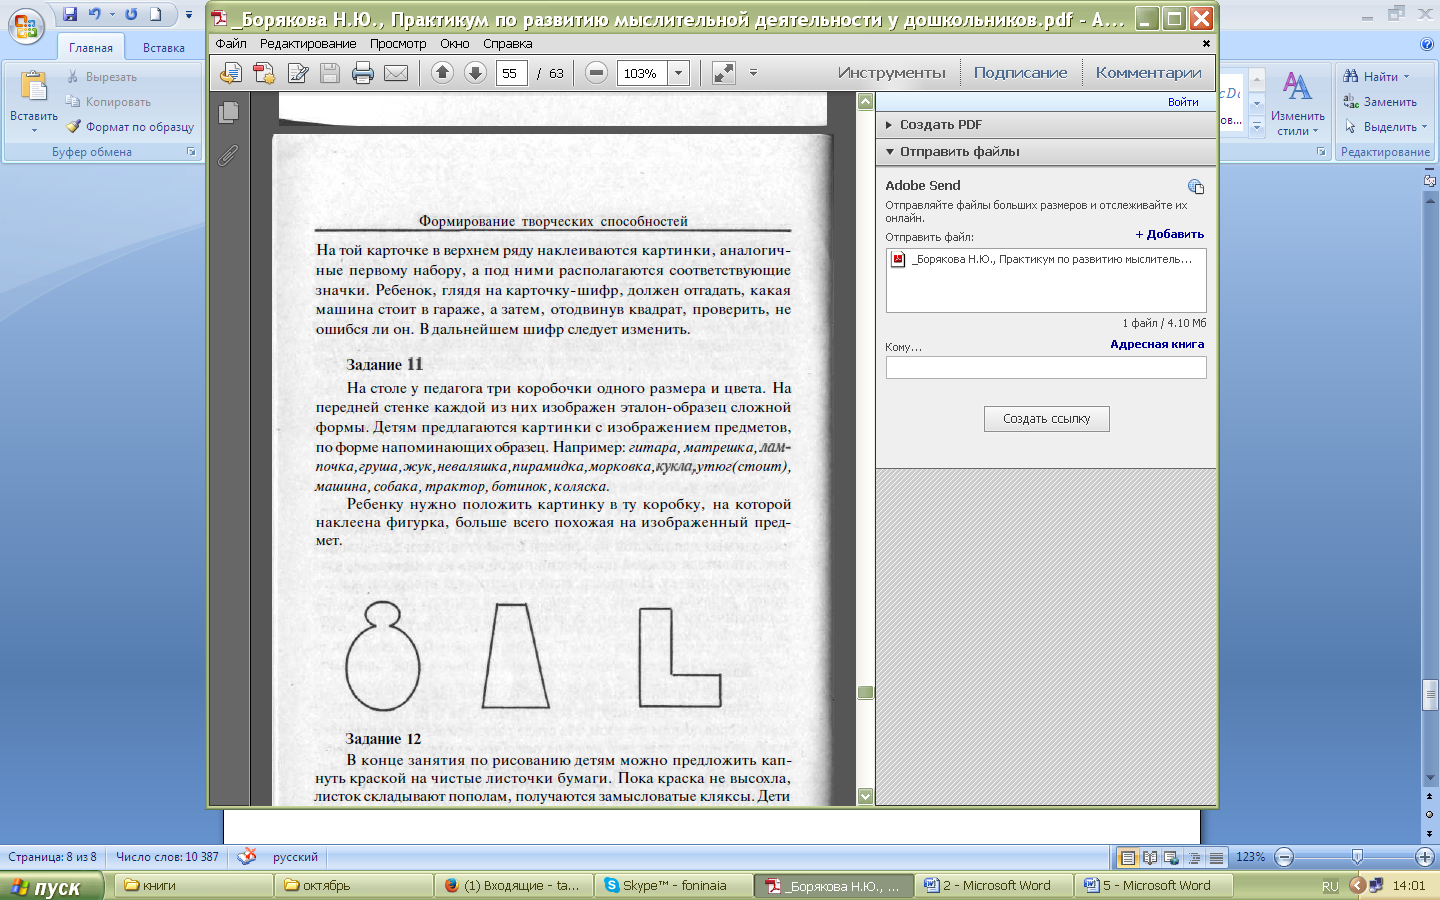 _Борякова Н.Ю., Практикум по развитию мыслительной деятельности у дошкольников.pdf - A...
Главная
Вставка
Вырезать
Копировать
Формат по образцу
Вставить
Буфер обмена
Файл Редактирование Просмотр Окно Справка
55 / 63
103%
Инструменты
Подписание
Комментарии
Изменить
стили
Найти
Заменить
Выделить
Редактирование
Войти
Создать PDF
Отправить файлы
Adobe Send
Отправляйте файлы больших размеров и отслеживайте их
онлайн.
Отправить файл:
+ Добавить
_Борякова Н.Ю., Практикум по развитию мыслитель...
1 файл / 4.10 Мб
Кому...
Адресная книга
Создать ссылку
Формирование творческих способностей
На той карточке в верхнем ряду наклеиваются картинки, аналогич-
ные первому набору, а под ними располагаются соответствующие
значки. Ребенок, глядя на карточку-шифр, должен отгадать, какая
машина стоит в гараже, а затем, отодвинув квадрат, проверить, не
ошибся ли он. В дальнейшем шифр следует изменить.
Задание 11
На столе у педагога три коробочки одного размера и цвета. На
передней стенке каждой из них изображен эталон-образец сложной
формы. Детям предлагаются картинки с изображением предметов,
по форме напоминающих образец. Например: гитара, матрешка, лам-
почка, груша, жук, неваляшка, пирамидка, морковка, кукла, утюг(стоит),
машина, собака, трактор, ботинок, коляска.
Ребенку нужно положить картинку в ту коробку, на которой
наклеена фигурка, больше всего похожая на изображенный пред-
мет.
Задание 12
В конце занятия по рисованию детям можно предложить кап-
нуть краской на чистые листочки бумаги. Пока краска не высохла,
листок складывают пополам, получаются замысловатые кляксы. Дети
Страница: 8 из 8
Число слов: 10 387
русский
123%
пуск
книги
октябрь
(1) Входящие - ta...
Skype™ - foninaia
_Борякова Н.Ю., ...
2 - Microsoft Word
5 - Microsoft Word
RU
14:01